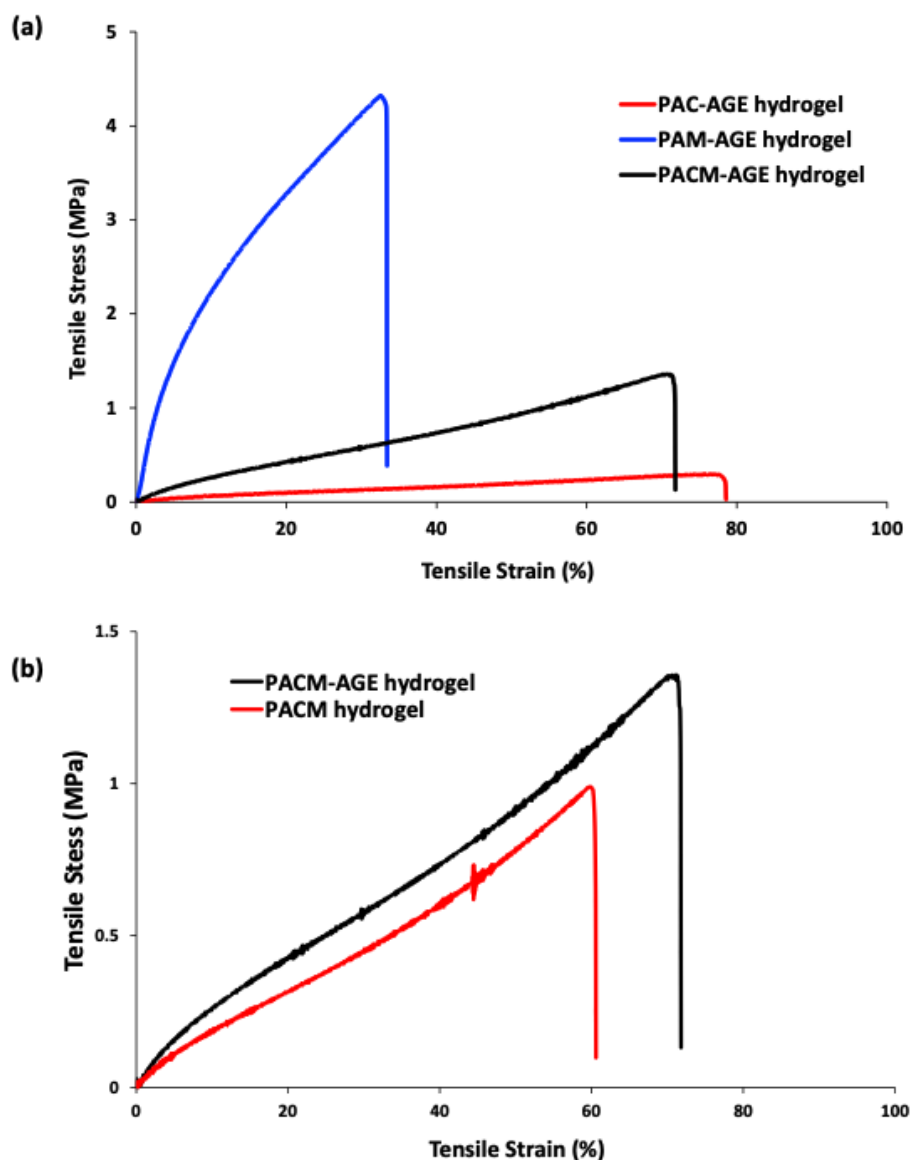 (a)
5
4
3
2
1
0
Tensile Stress (MPa)
PAC-AGE hydrogel
PAM-AGE hydrogel
PACM-AGE hydrogel
0 20 40 60 80 100
Tensile Strain (%)
(b)
1.5
1
0.5
0
Tensile Stess (MPa)
PACM-AGE hydrogel
PACM hydrogel
0 20 40 60 80 100
Tensile Strain (%)